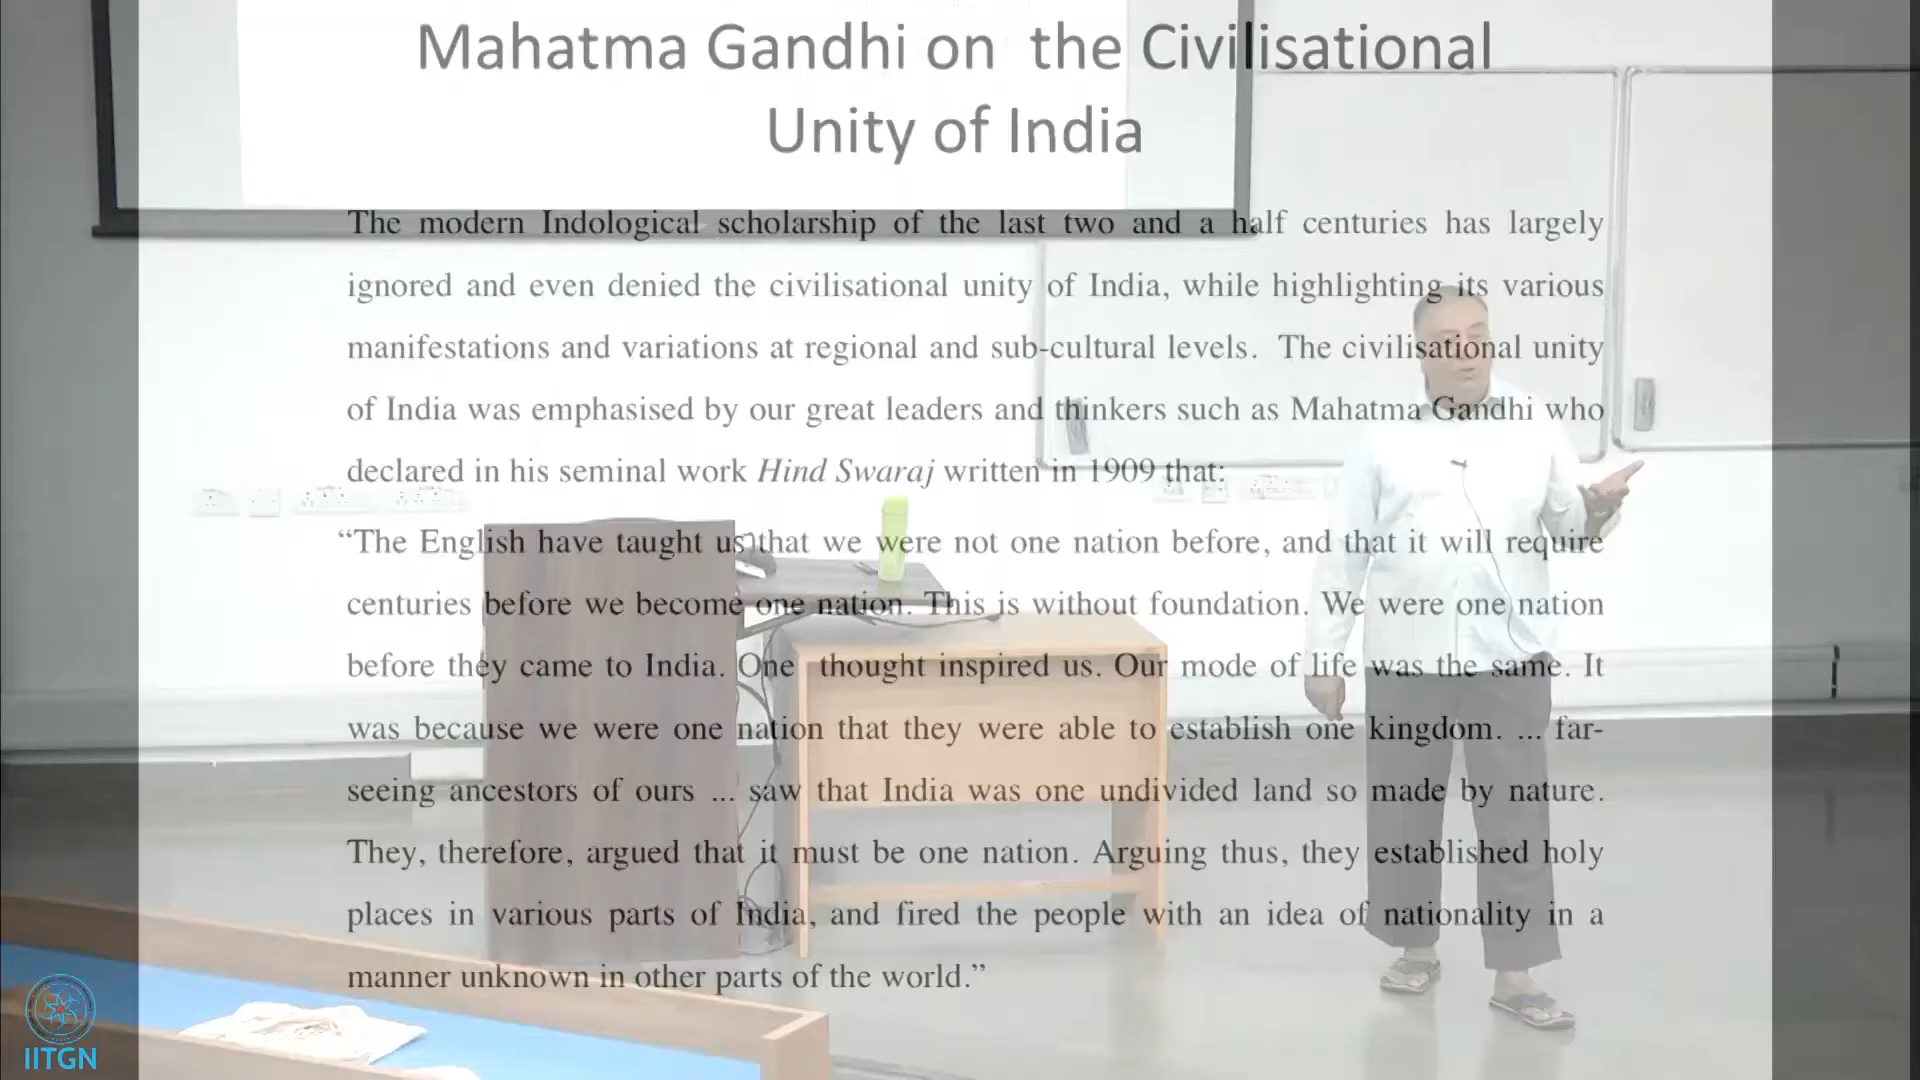 Mahatma Gandhi on the Civilisational
Unity of India
The modern Indological scholarship of the last two and a half centuries has largely
ignored and even denied the civilisational unity of India, while highlighting its various
manifestations and variations at regional and sub-cultural levels. The civilisational unity
of India was emphasised by our great leaders and thinkers such as Mahatma Gandhi who
declared in his seminal work Hind Swaraj written in 1909 that:
“The English have taught us that we were not one nation before, and that it will require
centuries before we become one nation. This is without foundation. We were one nation
before they came to India. One thought inspired us. Our mode of life was the same. It
was because we were one nation that they were able to establish one kingdom. ... far-
seeing ancestors of ours ... saw that India was one undivided land so made by nature.
They, therefore, argued that it must be one nation. Arguing thus, they established holy
places in various parts of India, and fired the people with an idea of nationality in a
manner unknown in other parts of the world.”
IITGN